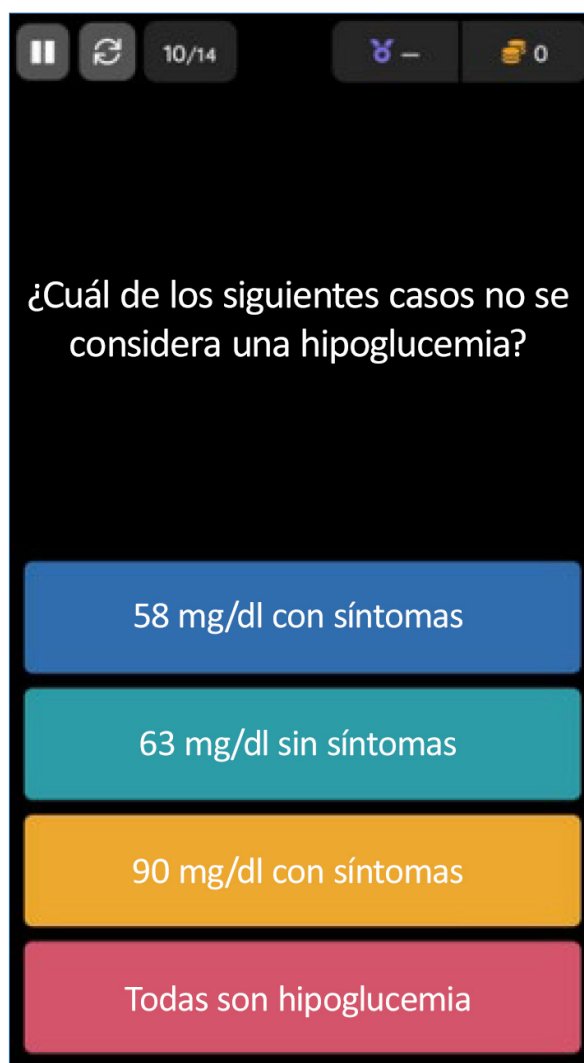 10/14
–
0
¿Cuál de los siguientes casos no se
considera una hipoglucemia?
58 mg/dl con síntomas
63 mg/dl sin síntomas
90 mg/dl con síntomas
Todas son hipoglucemia